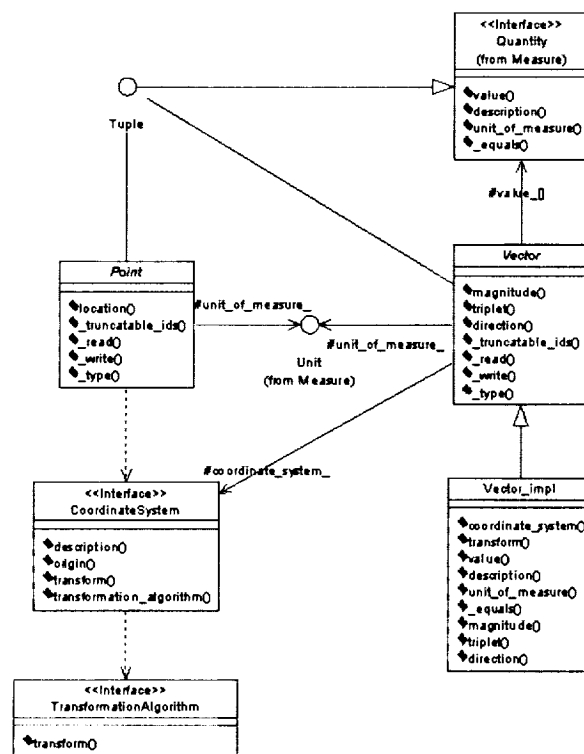 <<Interface>>
Quantity
(from Measure)
value()
description()
unit_of_measure()
_equals()
Tuple
#value_[]
Point
location()
_truncatable_ids()
_read()
_write()
_type()
#unit_of_measure_
Unit
(from Measure)
#unit_of_measure_
Vector
magnitude()
triplet()
direction()
_truncatable_ids()
_read()
_write()
_type()
#coordinate_system_
<<Interface>>
CoordinateSystem
description()
origin()
transform()
transformation_algorithm()
Vector_impl
coordinate_system()
transform()
value()
description()
unit_of_measure()
_equals()
magnitude()
triplet()
direction()
<<Interface>>
TransformationAlgorithm
transform()